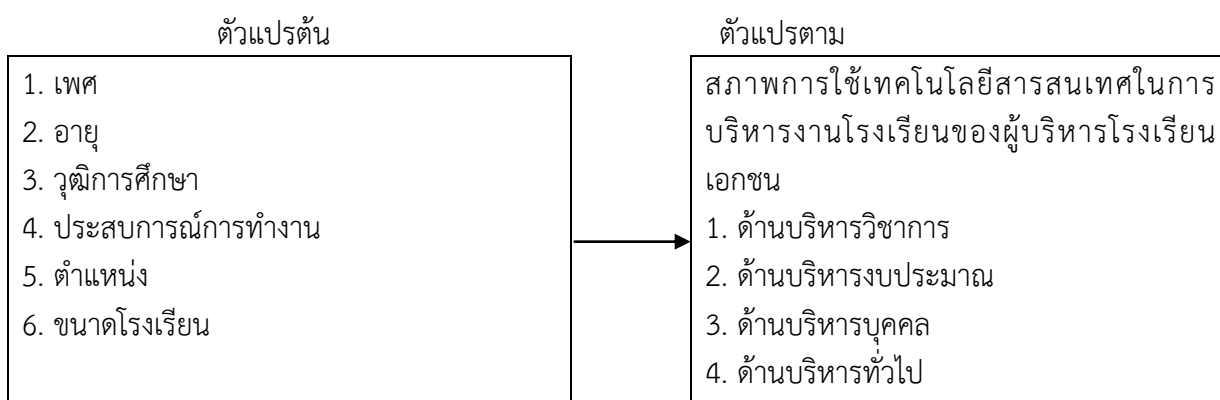 ตัวแปรต้น
1. เพศ
2. อายุ
3. วุฒิการศึกษา
4. ประสบการณ์การทำงาน
5. ตำแหน่ง
6. ขนาดโรงเรียน
ตัวแปรตาม
สภาพการใช้เทคโนโลยีสารสนเทศในการ
บริหารงานโรงเรียนของผู้บริหารโรงเรียน
เอกชน
1. ด้านบริหารวิชาการ
2. ด้านบริหารงบประมาณ
3. ด้านบริหารบุคคล
4. ด้านบริหารทั่วไป